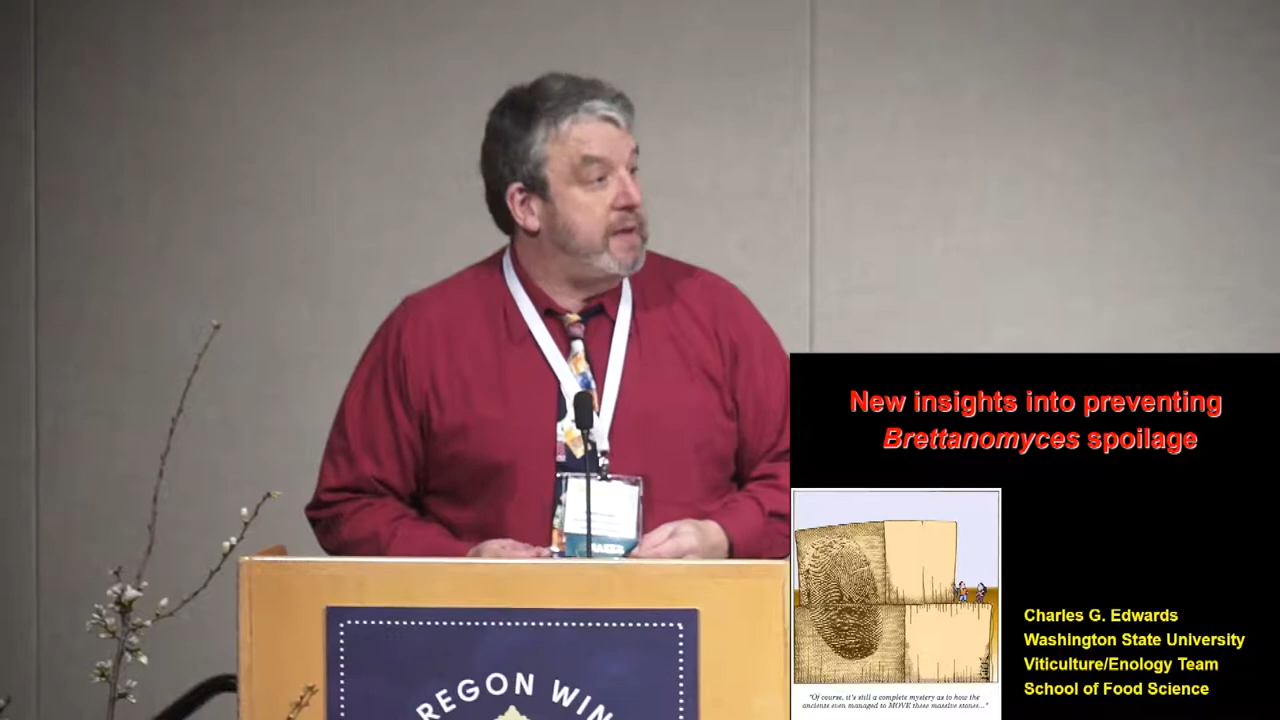 New insights into preventing
Brettanomyces spoilage
Charles G. Edwards
Washington State University
Viticulture/Enology Team
School of Food Science
"Of course, it's still a complete mystery as to how the
ancients even managed to MOVE these massive stones..."
REGON WIN